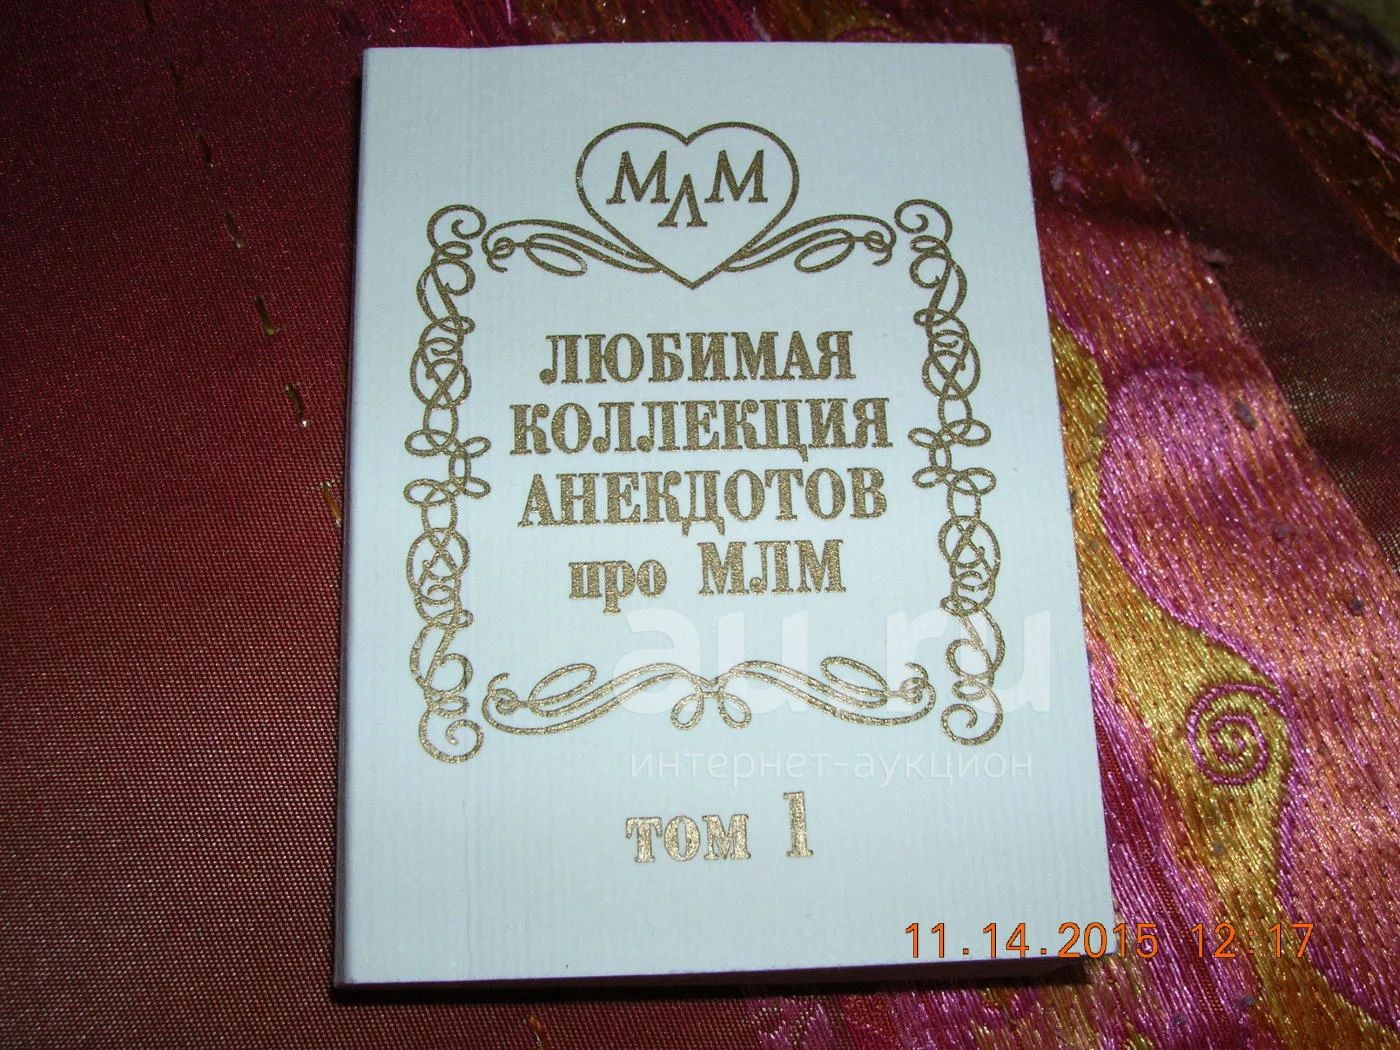 МЛМ
ЛЮБИМАЯ
КОЛЛЕКЦИЯ
АНЕКДОТОВ
про МЛМ
au.ru
интернет-аукцион
том 1
11.14.2015 12:17